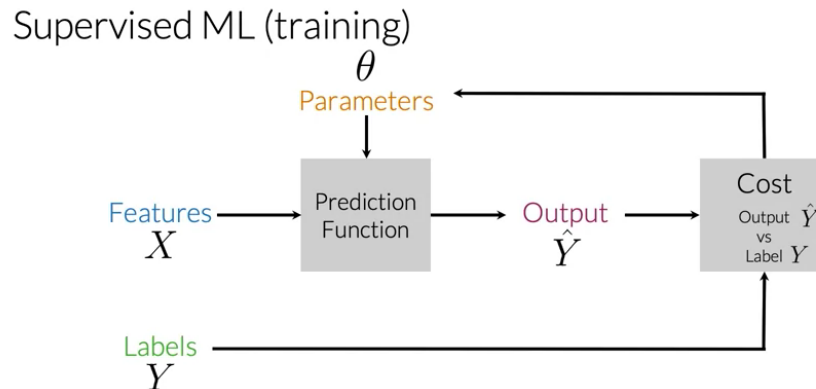 Supervised ML (training)
θ
Parameters
Features
X
Prediction
Function
Output
Ŷ
Cost
Output Ŷ
vs
Label Y
Labels
Y